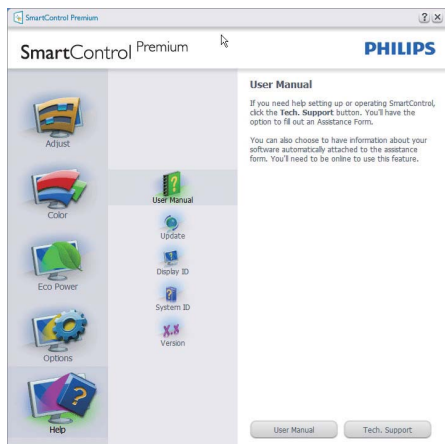 SmartControl Premium
SmartControl Premium
PHILIPS
Adjust
Color
Eco Power
Options
Help
User Manual
Update
Display ID
System ID
X.X
Version
User Manual
If you need help setting up or operating SmartControl,
click the Tech. Support button. You'll have the
option to fill out an Assistance Form.
You can also choose to have information about your
software automatically attached to the assistance
form. You'll need to be online to use this feature.
User Manual
Tech. Support